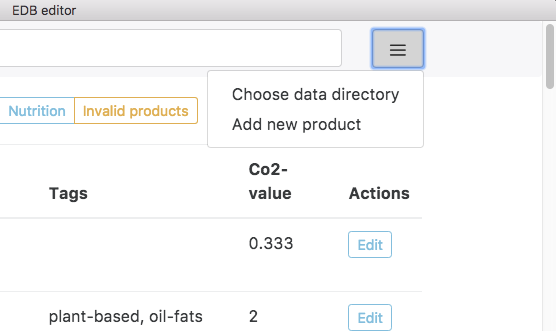 EDB editor
Choose data directory
Add new product
Nutrition
Invalid products
Tags
Co2-
value
Actions
0.333
Edit
plant-based, oil-fats
2
Edit